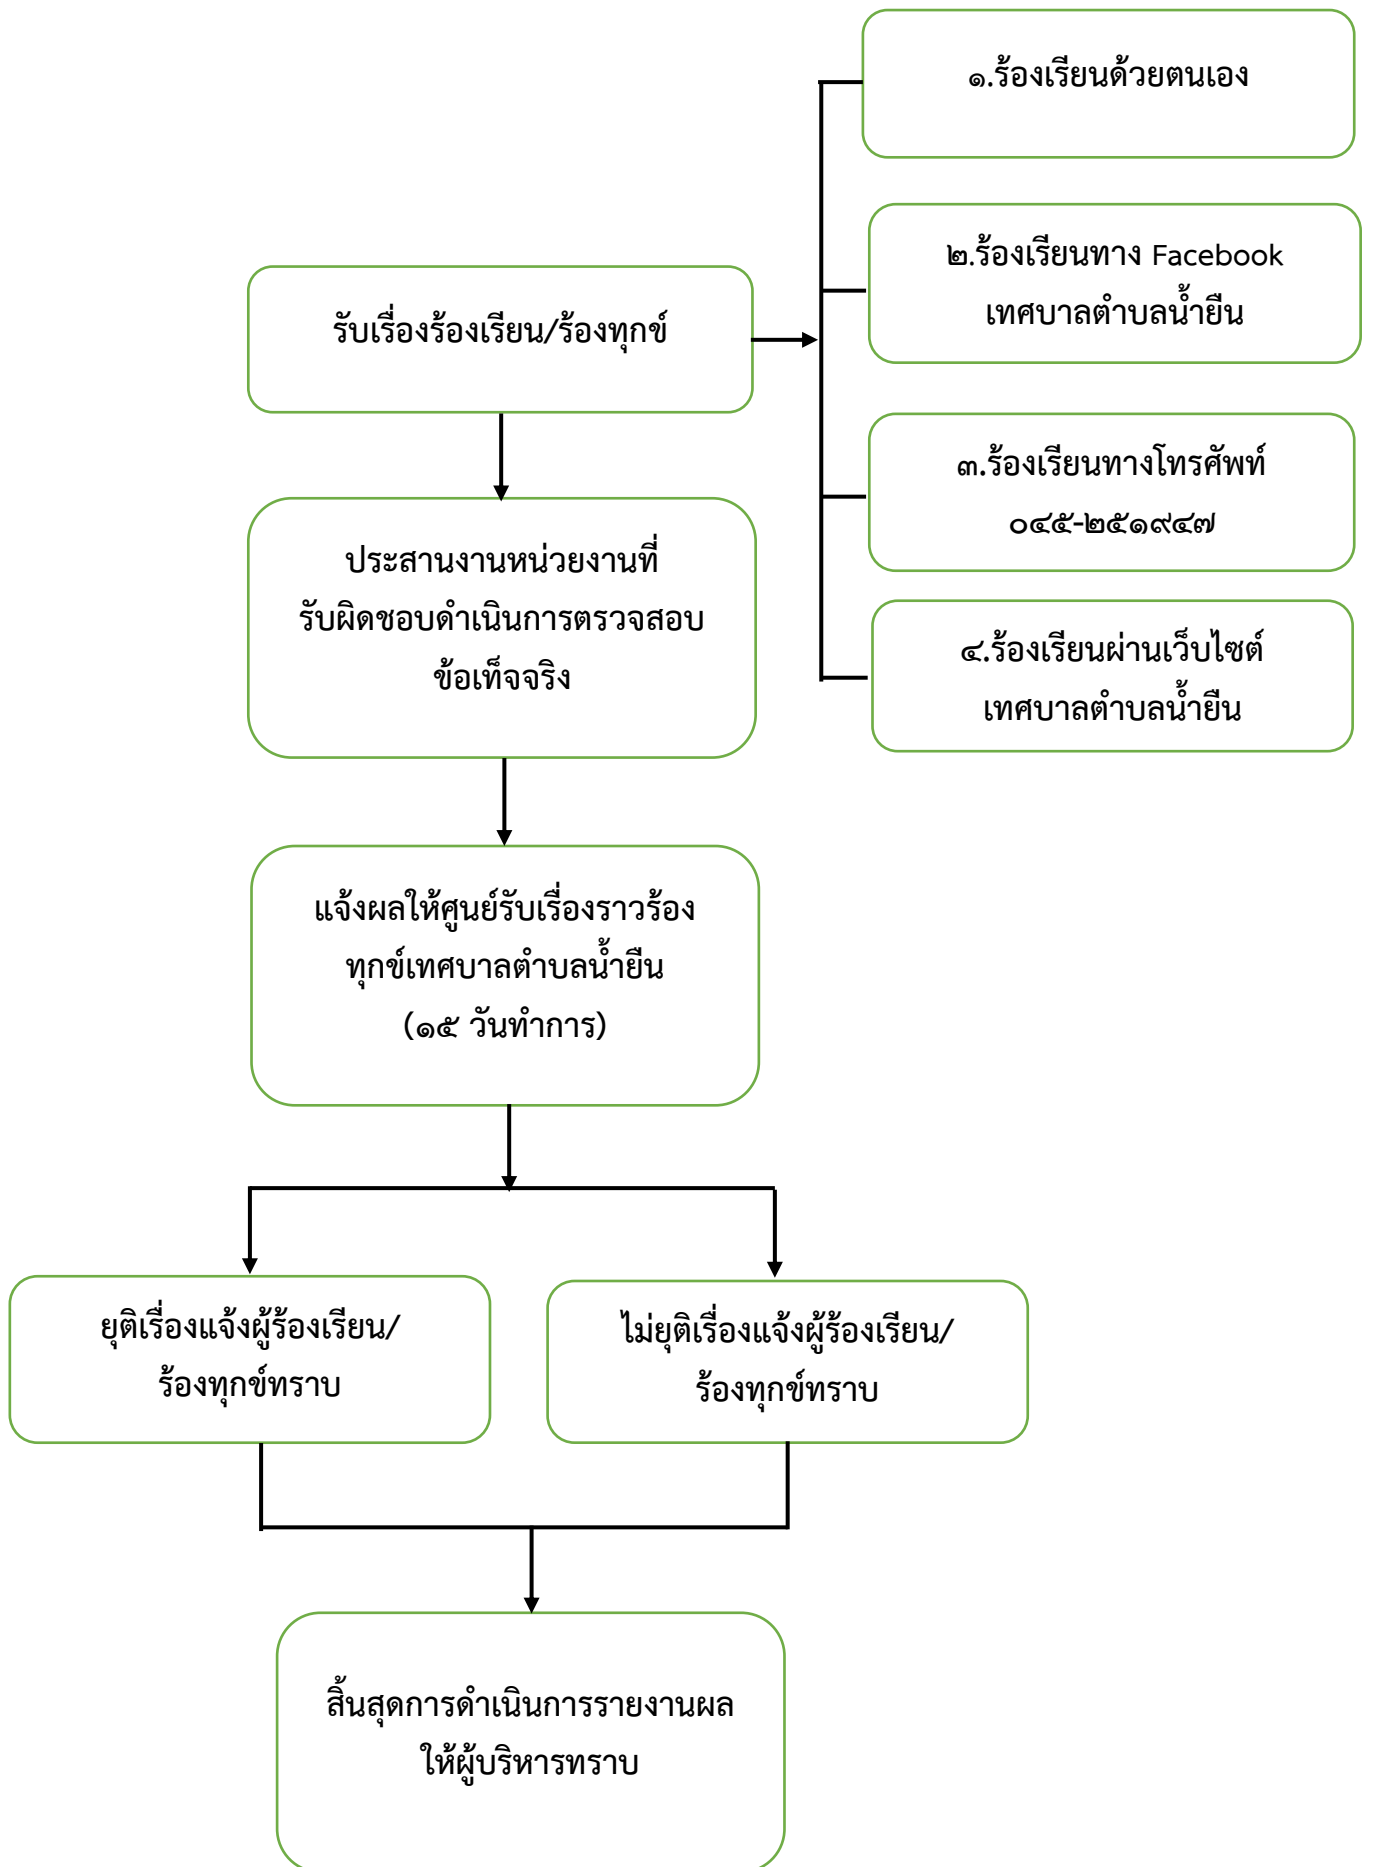 ๑.ร้องเรียนด้วยตนเอง
๒.ร้องเรียนทาง Facebook
เทศบาลตำบลน้ำยืน
รับเรื่องร้องเรียน/ร้องทุกข์
๓.ร้องเรียนทางโทรศัพท์
๐๔๕-๒๕๑๙๔๗
ประสานงานหน่วยงานที่
รับผิดชอบดำเนินการตรวจสอบ
ข้อเท็จจริง
๔.ร้องเรียนผ่านเว็บไซต์
เทศบาลตำบลน้ำยืน
แจ้งผลให้ศูนย์รับเรื่องราวร้อง
ทุกข์เทศบาลตำบลน้ำยืน
(๑๕ วันทำการ)
ยุติเรื่องแจ้งผู้ร้องเรียน/
ร้องทุกข์ทราบ
ไม่ยุติเรื่องแจ้งผู้ร้องเรียน/
ร้องทุกข์ทราบ
สิ้นสุดการดำเนินการรายงานผล
ให้ผู้บริหารทราบ